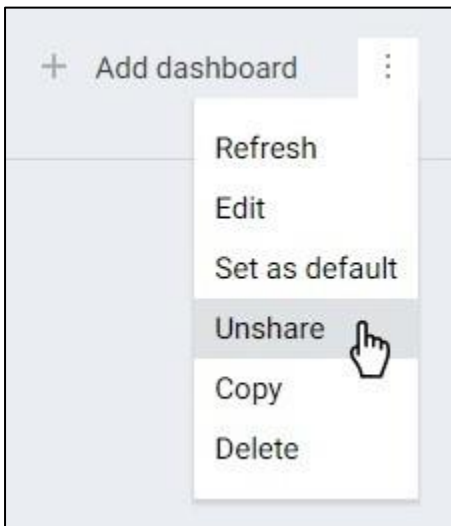 + Add dashboard
Refresh
Edit
Set as default
Unshare
Copy
Delete